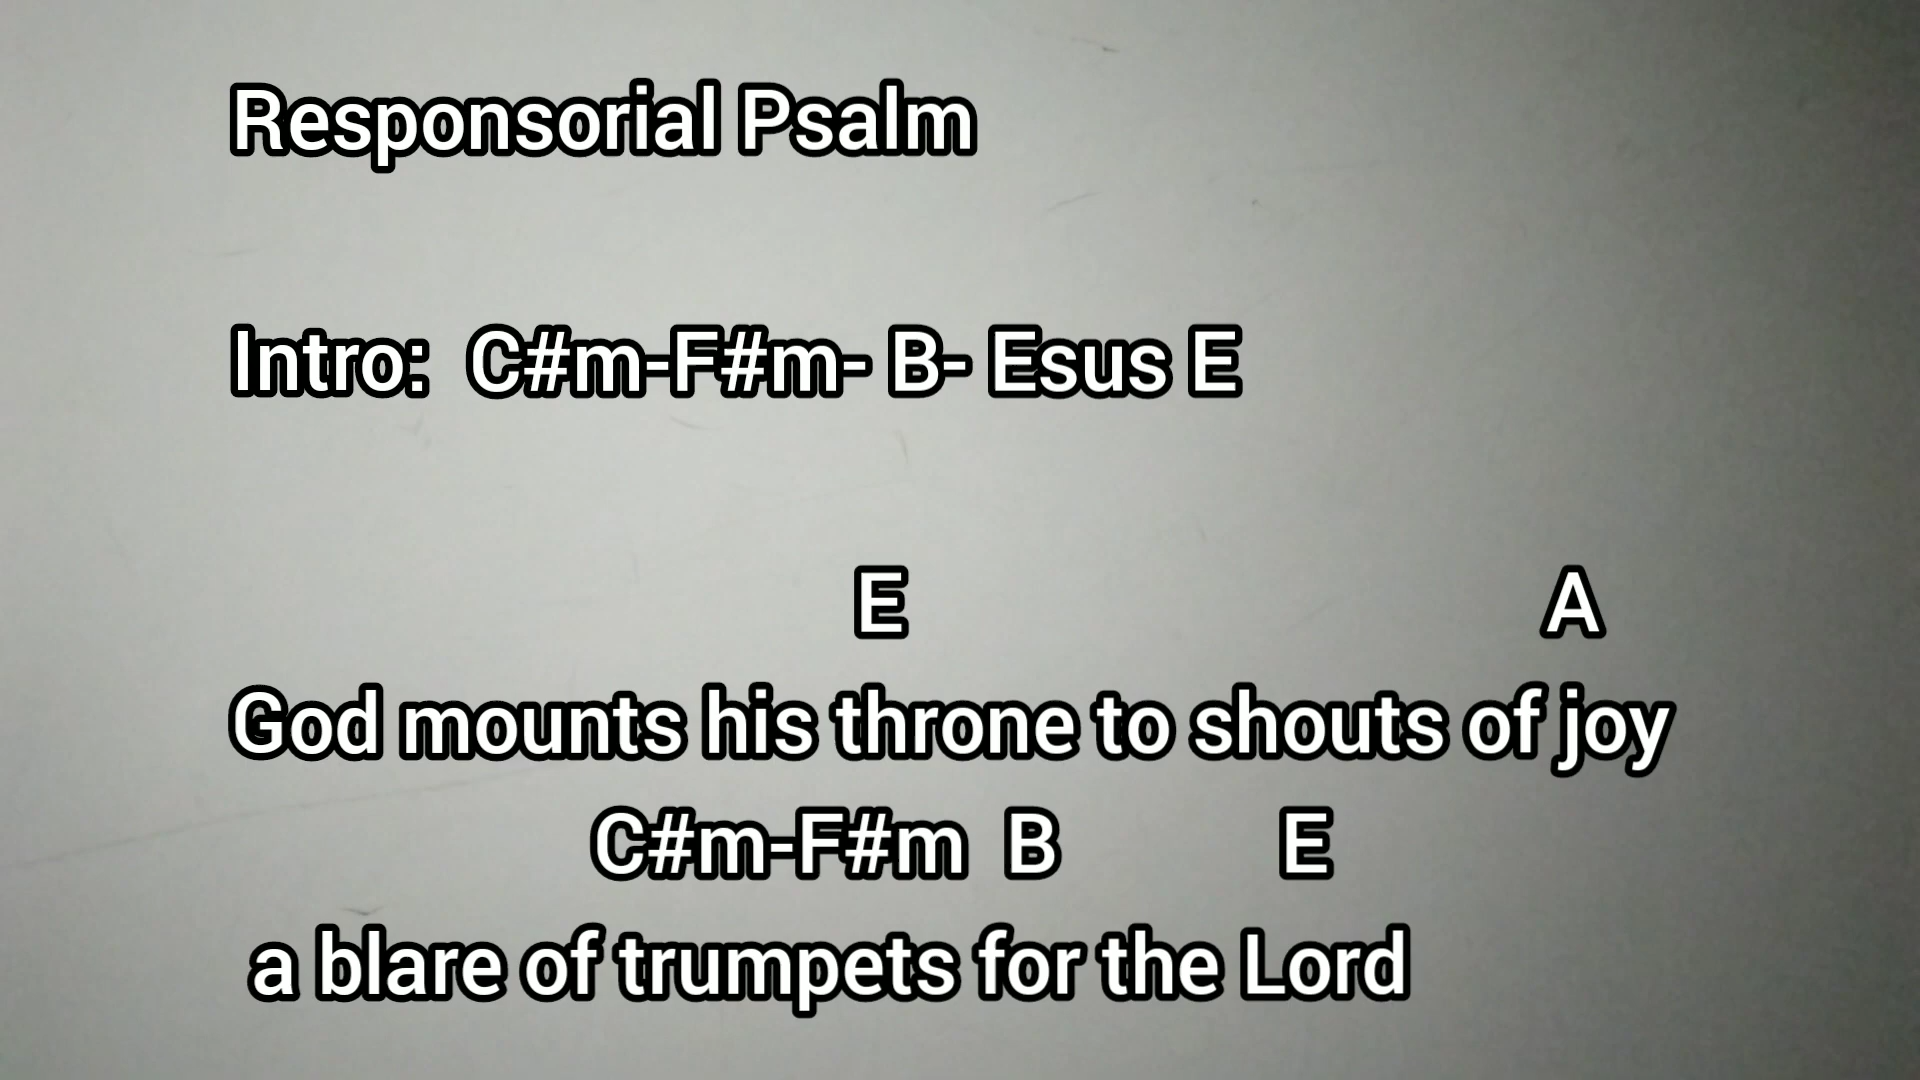 Responsorial Psalm
Intro:  C#m-F#m- B- Esus E
E A
God mounts his throne to shouts of joy
C#m-F#m  B E
a blare of trumpets for the Lord